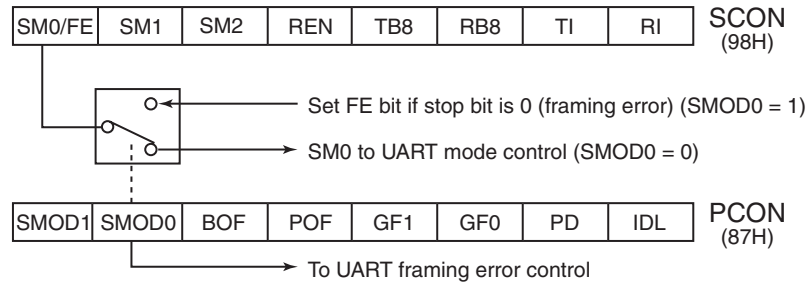 SM0/FE SM1 SM2 REN TB8 RB8 TI RI SCON
(98H)
Set FE bit if stop bit is 0 (framing error) (SMOD0 = 1)
SM0 to UART mode control (SMOD0 = 0)
SMOD1 SMOD0 BOF POF GF1 GF0 PD IDL PCON
(87H)
To UART framing error control